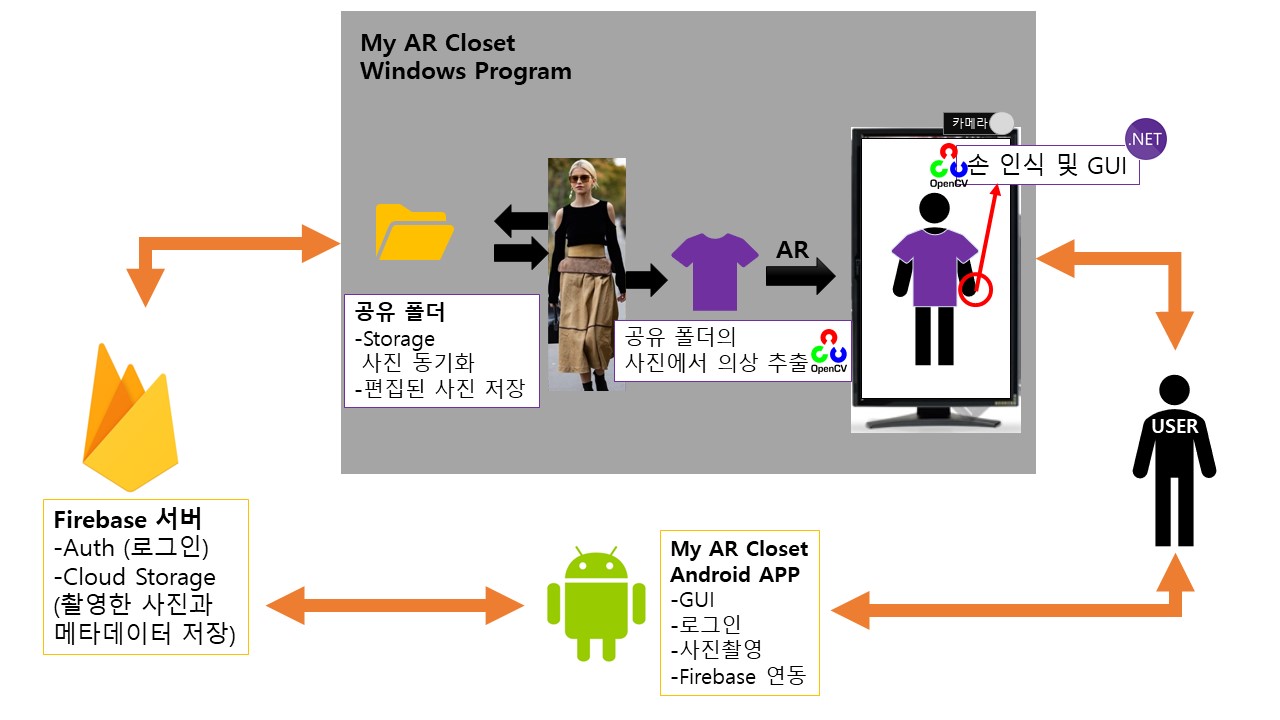 My AR Closet
Windows Program
카메라
.NET
손 인식 및 GUI
OpenCV
AR
공유 폴더
-Storage
사진 동기화
-편집된 사진 저장
공유 폴더의
사진에서 의상 추출
OpenCV
USER
Firebase 서버
-Auth (로그인)
-Cloud Storage
(촬영한 사진과
메타데이터 저장)
My AR Closet
Android APP
-GUI
-로그인
-사진촬영
-Firebase 연동